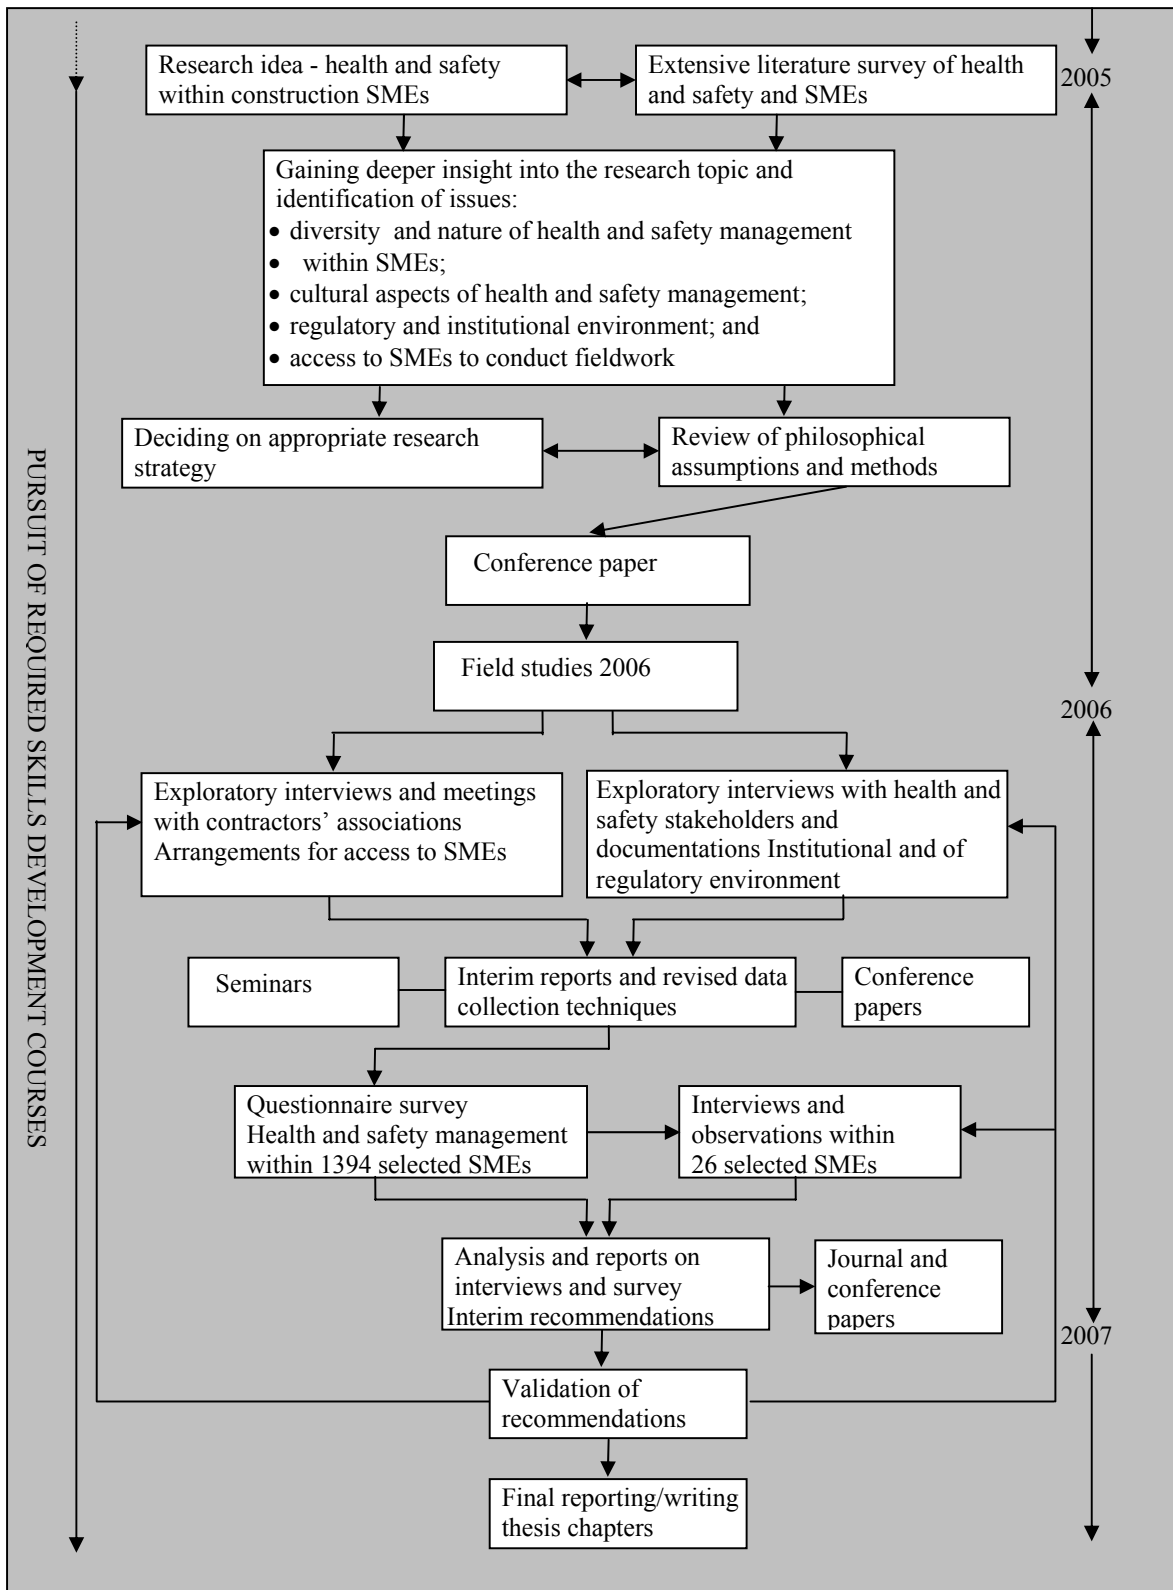 Research idea - health and safety
within construction SMEs
Extensive literature survey of health
and safety and SMEs
2005
Gaining deeper insight into the research topic and
identification of issues:
• diversity and nature of health and safety management
• within SMEs;
• cultural aspects of health and safety management;
• regulatory and institutional environment; and
• access to SMEs to conduct fieldwork
Deciding on appropriate research
strategy
Review of philosophical
assumptions and methods
PURSUIT OF REQUIRED SKILLS DEVELOPMENT COURSES
Conference paper
Field studies 2006
2006
Exploratory interviews and meetings
with contractors’ associations
Arrangements for access to SMEs
Exploratory interviews with health and
safety stakeholders and
documentations Institutional and of
regulatory environment
Seminars
Interim reports and revised data
collection techniques
Conference
papers
Questionnaire survey
Health and safety management
within 1394 selected SMEs
Interviews and
observations within
26 selected SMEs
Analysis and reports on
interviews and survey
Interim recommendations
Journal and
conference
papers
2007
Validation of
recommendations
Final reporting/writing
thesis chapters